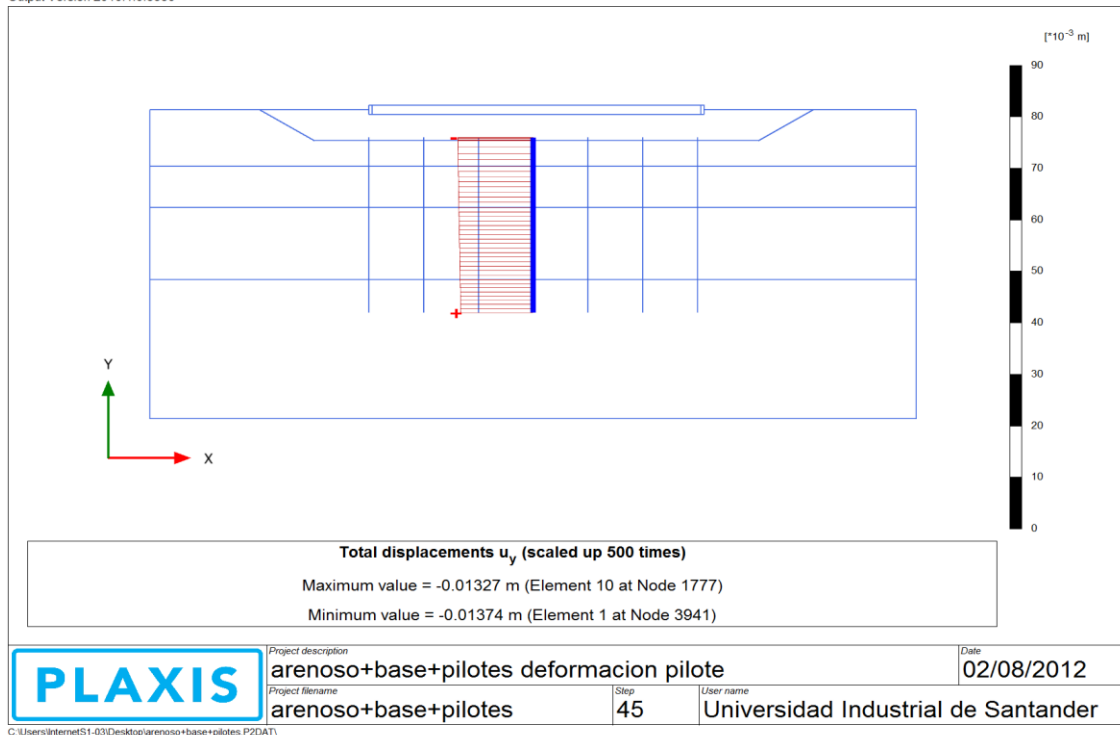 [*10⁻³ m]
90
80
70
60
50
40
30
20
10
0
Y
X
Total displacements uy (scaled up 500 times)
Maximum value = -0.01327 m (Element 10 at Node 1777)
Minimum value = -0.01374 m (Element 1 at Node 3941)
PLAXIS
Project description
arenoso+base+pilotes deformacion pilote
Date
02/08/2012
Project filename
arenoso+base+pilotes
Step
45
User name
Universidad Industrial de Santander
C:\Users\InternetS1-03\Desktop\arenoso+base+pilotes.P2DAT\